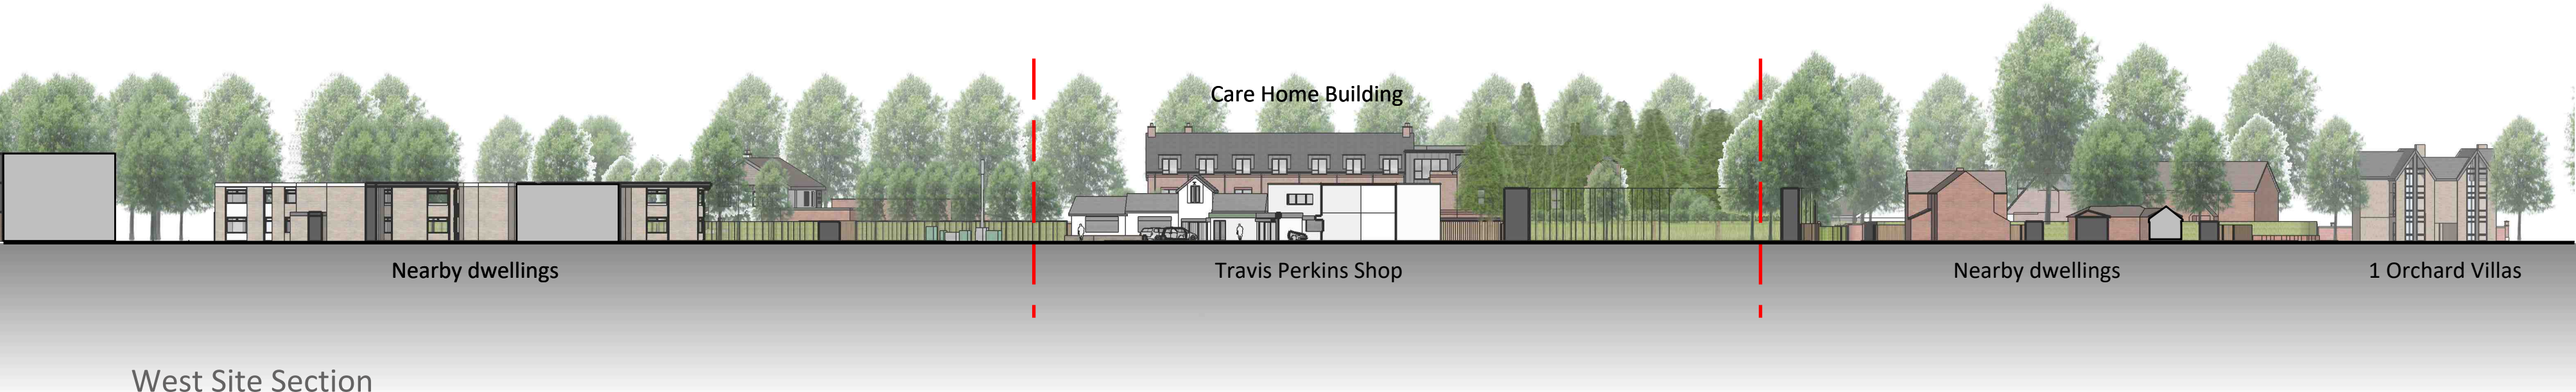 Care Home Building
Nearby dwellings
Travis Perkins Shop
Nearby dwellings
1 Orchard Villas
West Site Section